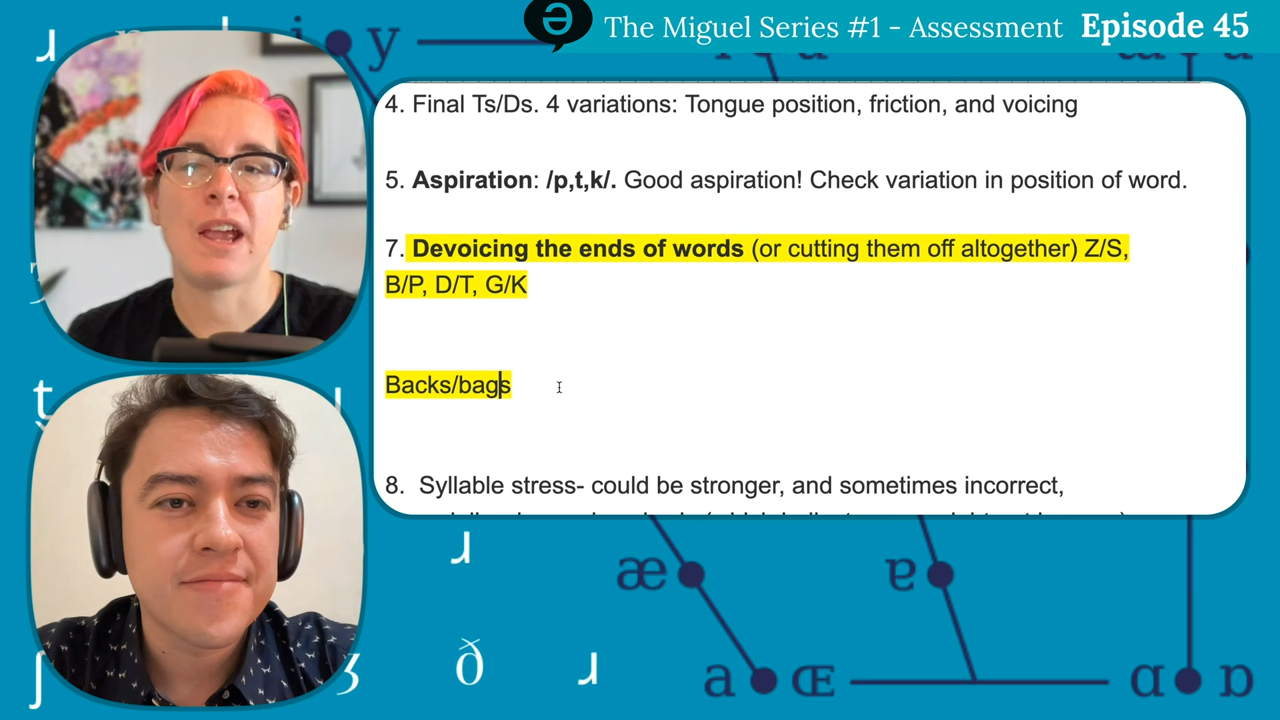 ə The Miguel Series #1 - Assessment Episode 45
4. Final Ts/Ds. 4 variations: Tongue position, friction, and voicing
5. Aspiration: /p,t,k/. Good aspiration! Check variation in position of word.
7. Devoicing the ends of words (or cutting them off altogether) Z/S,
B/P, D/T, G/K
Backs/bags
8. Syllable stress- could be stronger, and sometimes incorrect,
ɹ
i y
ɹ
æ ɐ
ʃ ʒ ð ɹ
a ɶ ɑ ɒ